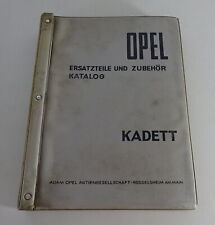 OPEL
ERSATZTEILE UND ZUBEHÖR
KATALOG
KADETT
ADAM OPEL AKTIENGESELLSCHAFT · RÜSSELSHEIM AM MAIN